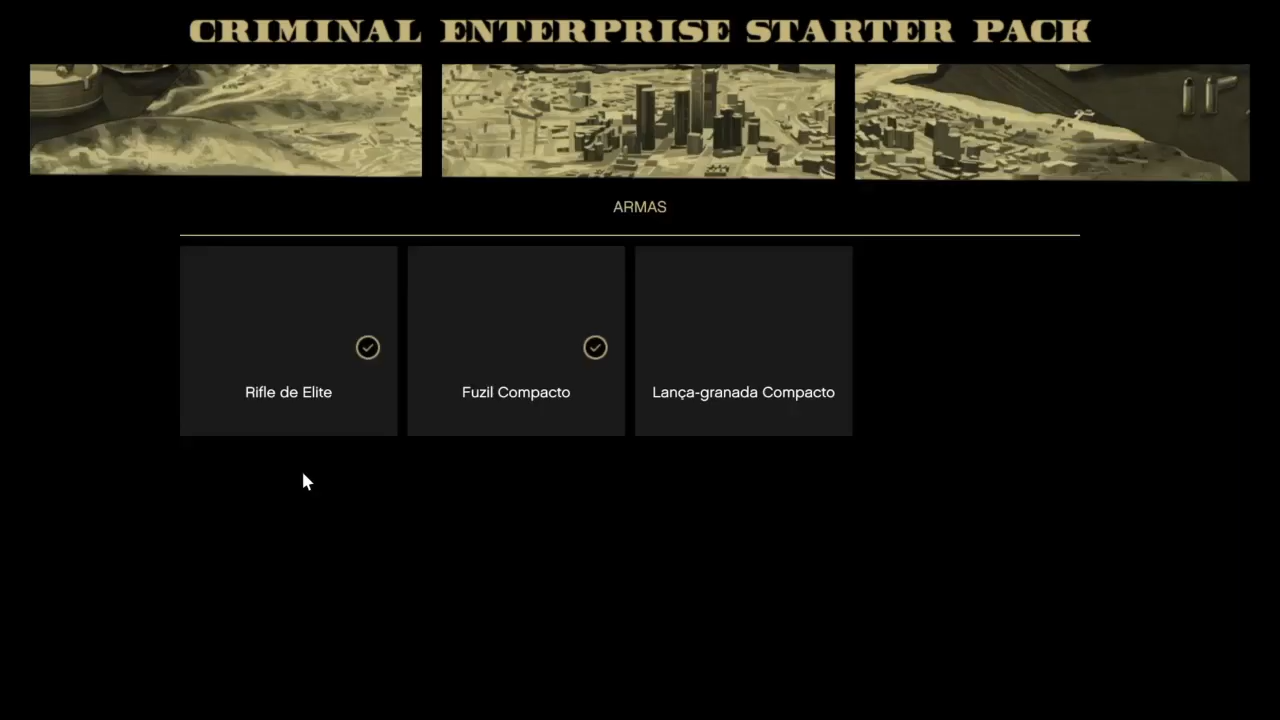 CRIMINAL ENTERPRISE STARTER PACK
ARMAS
Rifle de Elite
Fuzil Compacto
Lança-granada Compacto